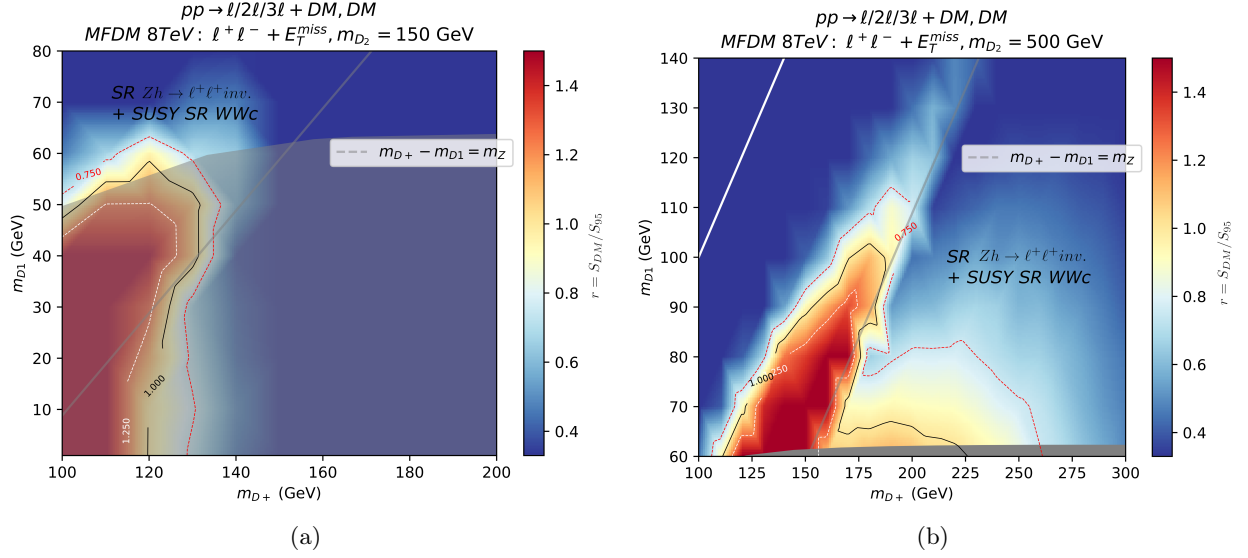 pp → ℓ/2ℓ/3ℓ + DM, DM
MFDM 8TeV : ℓ⁺ℓ⁻ + E_T^miss, m_D₂ = 150 GeV
80
70
60
50
40
30
20
10
m_D1 (GeV)
SR Zh → ℓ⁺ℓ⁺inv.
+ SUSY SR WWc
m_D+ − m_D1 = m_Z
0.750
1.000
1.250
100
120
140
160
180
200
m_D+ (GeV)
1.4
1.2
1.0
0.8
0.6
0.4
r = S_DM/S_95
(a)
pp → ℓ/2ℓ/3ℓ + DM, DM
MFDM 8TeV : ℓ⁺ℓ⁻ + E_T^miss, m_D₂ = 500 GeV
140
130
120
110
100
90
80
70
60
m_D1 (GeV)
m_D+ − m_D1 = m_Z
SR Zh → ℓ⁺ℓ⁺inv.
+ SUSY SR WWc
0.750
1.000
250
100
125
150
175
200
225
250
275
300
m_D+ (GeV)
1.4
1.2
1.0
0.8
0.6
0.4
r = S_DM/S_95
(b)